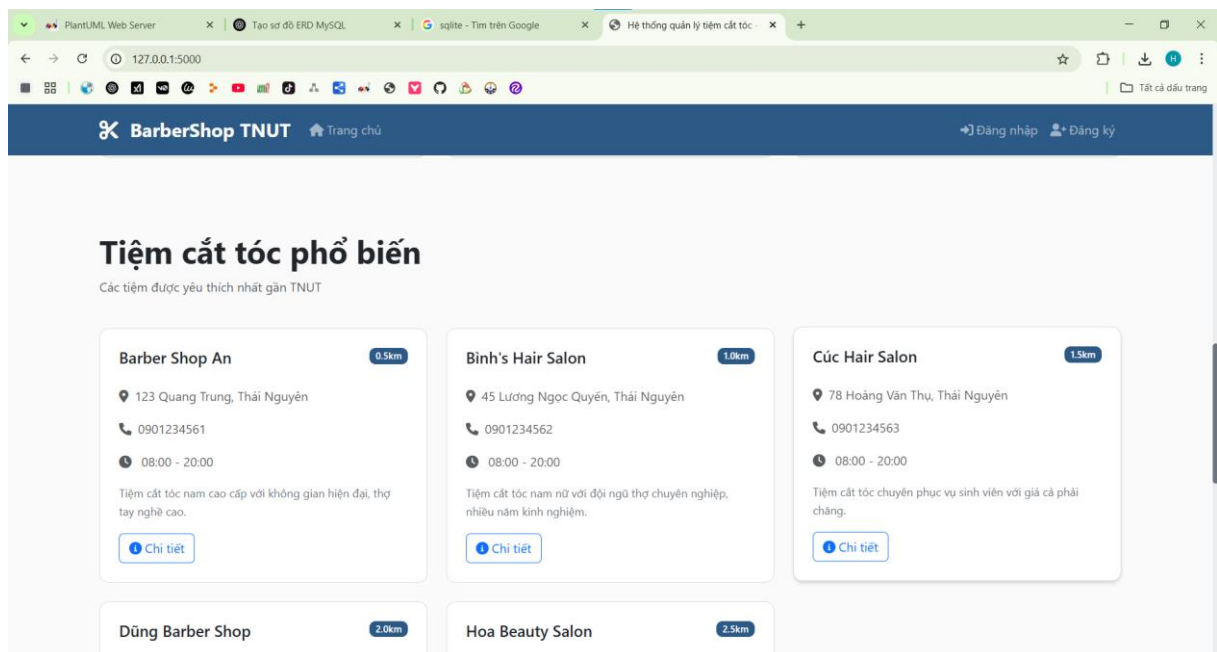 PlantUML Web Server
Tạo sơ đồ ERD MySQL
sqlite - Tìm trên Google
Hệ thống quản lý tiệm cắt tóc -
127.0.0.1:5000
Tất cả dấu trang
BarberShop TNUT
Trang chủ
Đăng nhập
Đăng ký
Tiệm cắt tóc phổ biến
Các tiệm được yêu thích nhất gần TNUT
Barber Shop An
0.5km
123 Quang Trung, Thái Nguyên
0901234561
08:00 - 20:00
Tiệm cắt tóc nam cao cấp với không gian hiện đại, thợ
tay nghề cao.
Chi tiết
Bình's Hair Salon
1.0km
45 Lương Ngọc Quyến, Thái Nguyên
0901234562
08:00 - 20:00
Tiệm cắt tóc nam nữ với đội ngũ thợ chuyên nghiệp,
nhiều năm kinh nghiệm.
Chi tiết
Cúc Hair Salon
1.5km
78 Hoàng Văn Thụ, Thái Nguyên
0901234563
08:00 - 20:00
Tiệm cắt tóc chuyên phục vụ sinh viên với giá cả phải
chăng.
Chi tiết
Dũng Barber Shop
2.0km
Hoa Beauty Salon
2.5km